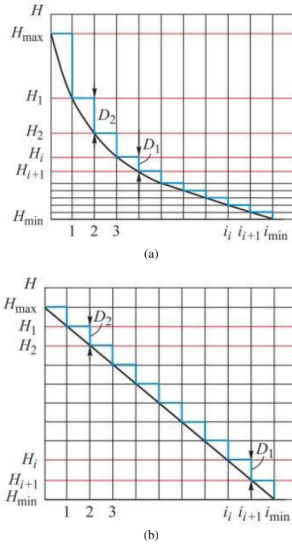 H
Hmax
H1
D2
H2
Hi
D1
Hi+1
Hmin
1 2 3 ii ii+1 imin
(a)
H
Hmax
H1
D2
H2
Hi
D1
Hi+1
Hmin
1 2 3 ii ii+1 imin
(b)